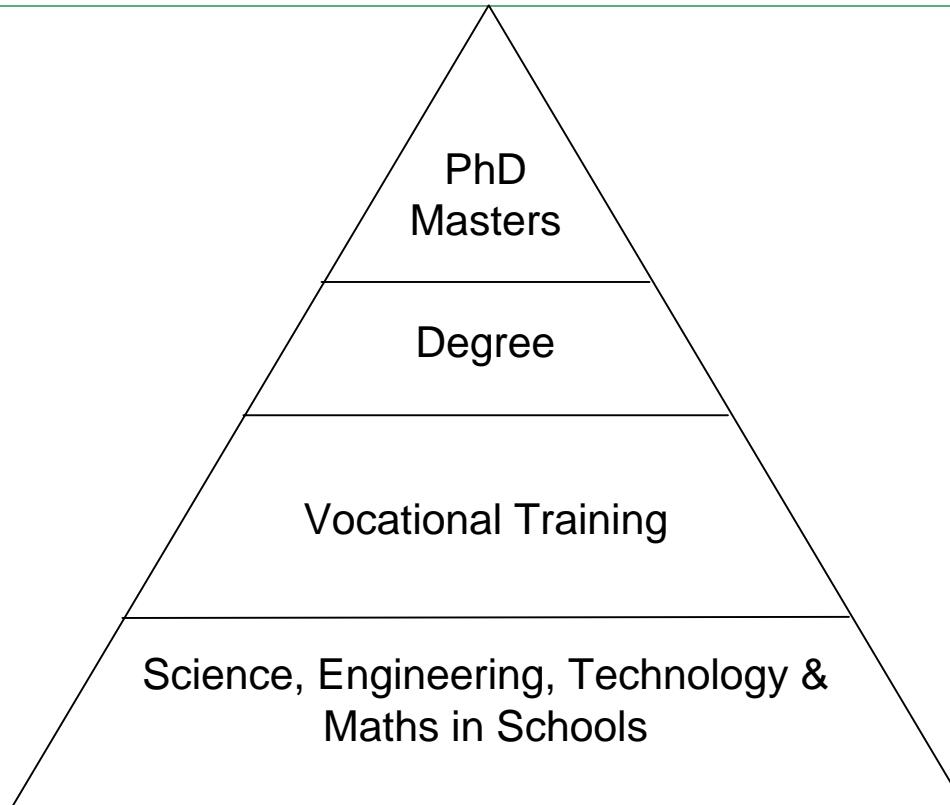 PhD
Masters
Degree
Vocational Training
Science, Engineering, Technology &
Maths in Schools